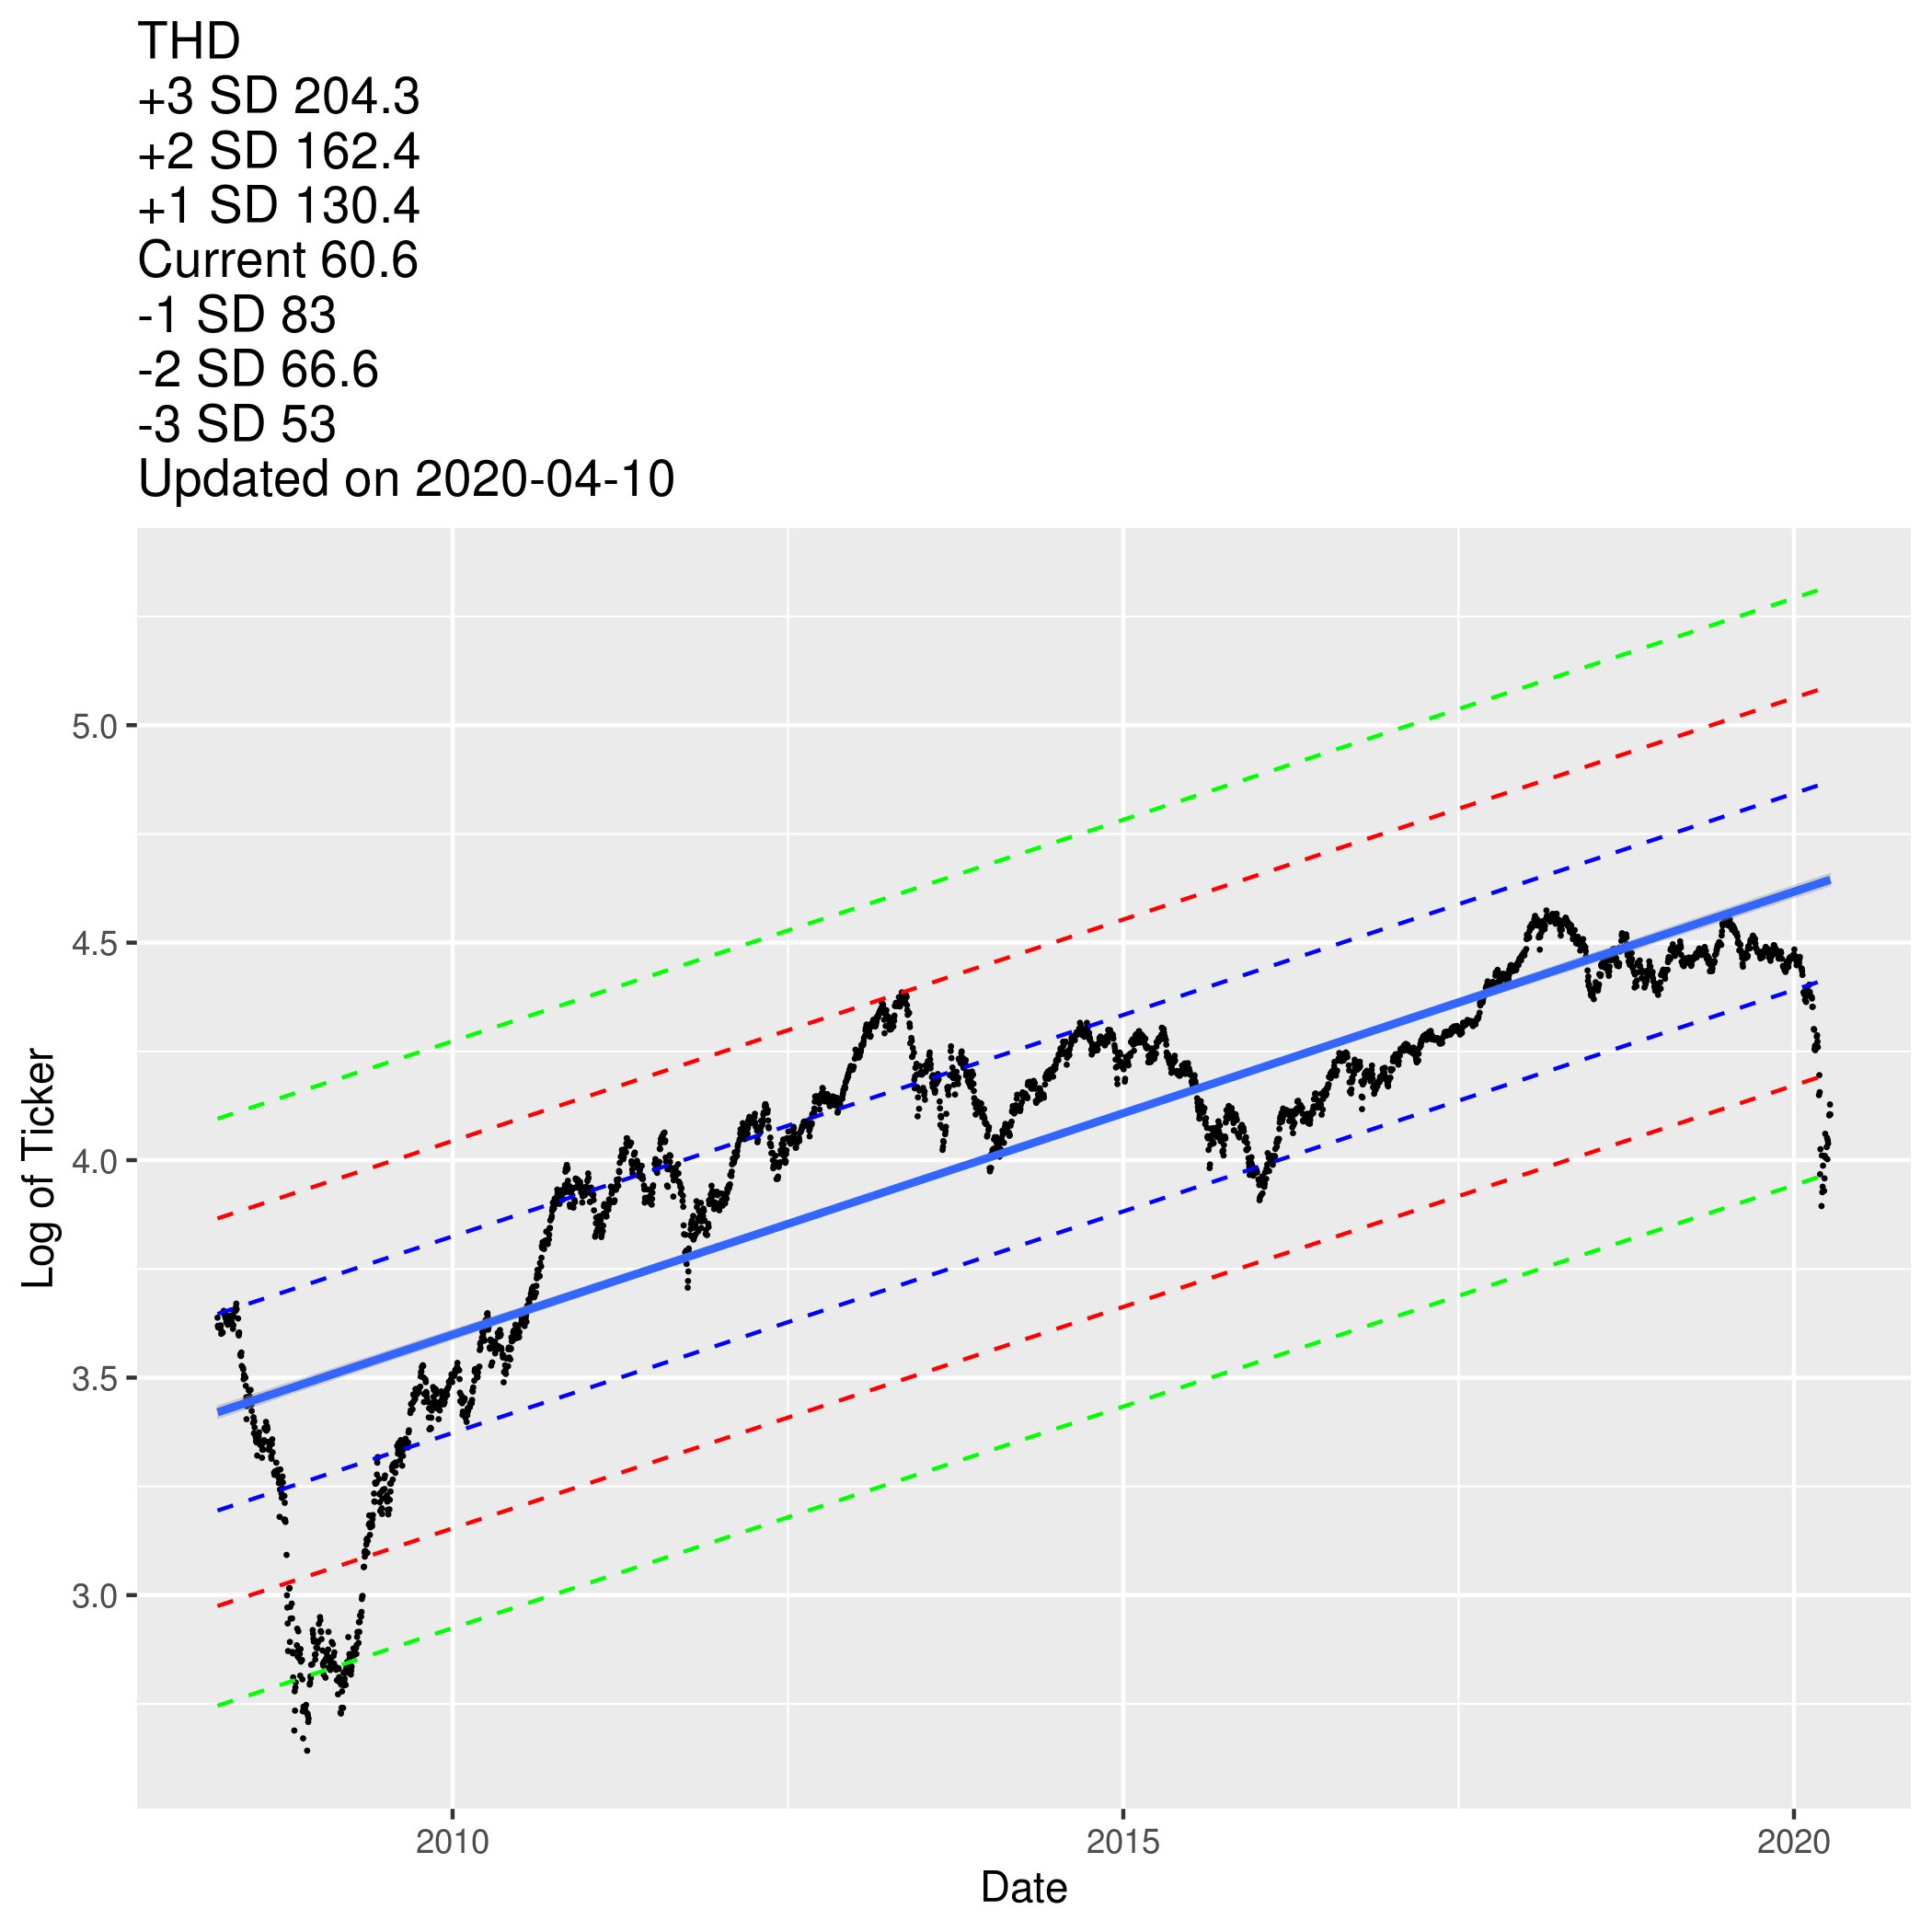 THD
+3 SD 204.3
+2 SD 162.4
+1 SD 130.4
Current 60.6
-1 SD 83
-2 SD 66.6
-3 SD 53
Updated on 2020-04-10
5.0
4.5
4.0
3.5
3.0
Log of Ticker
2010
2015
2020
Date